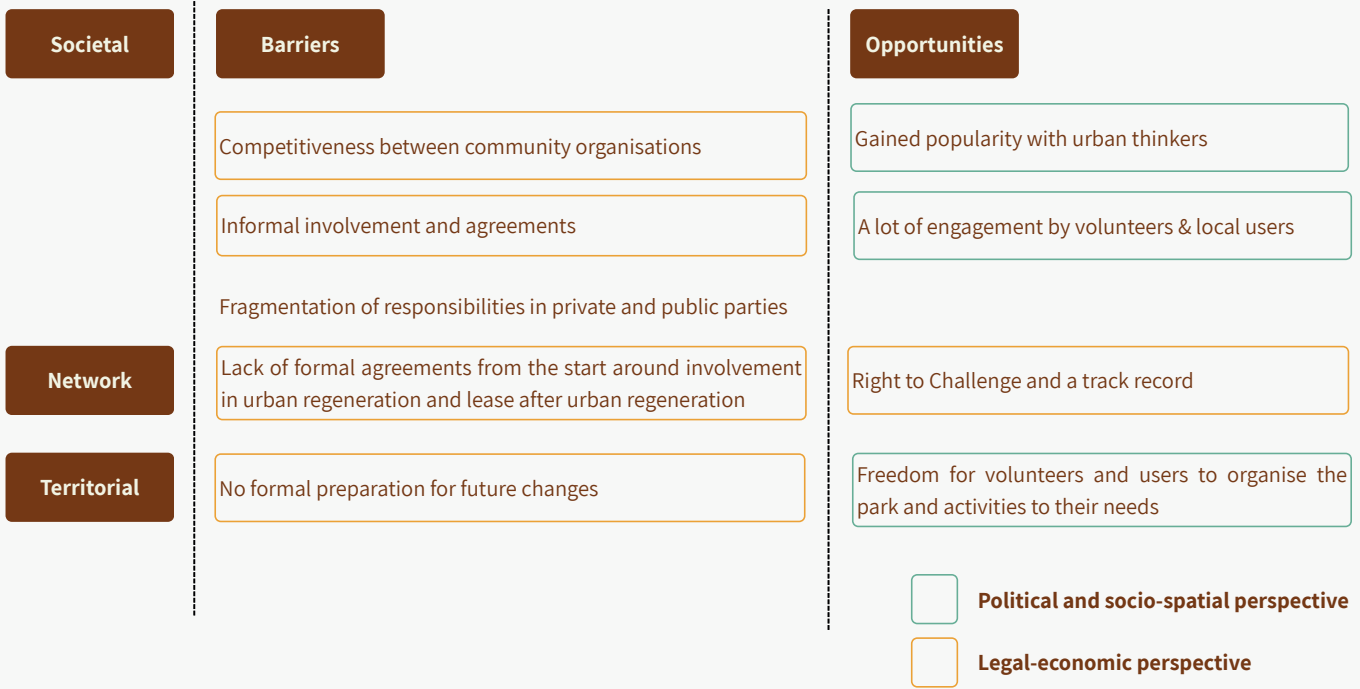 Societal
Barriers
Opportunities
Competitiveness between community organisations
Gained popularity with urban thinkers
Informal involvement and agreements
A lot of engagement by volunteers & local users
Fragmentation of responsibilities in private and public parties
Network
Lack of formal agreements from the start around involvement
in urban regeneration and lease after urban regeneration
Right to Challenge and a track record
Territorial
No formal preparation for future changes
Freedom for volunteers and users to organise the
park and activities to their needs
Political and socio-spatial perspective
Legal-economic perspective